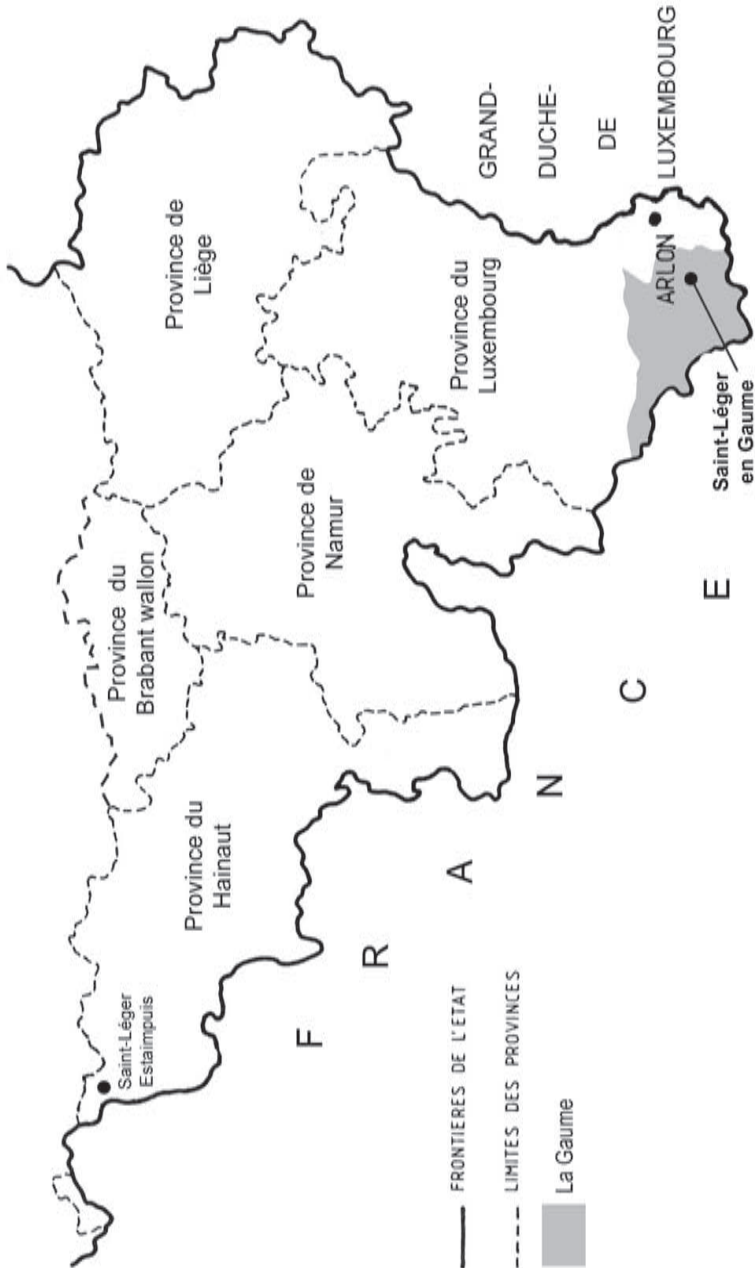 Province du
Brabant wallon
Province de
Liège
Saint-Léger
Estaimpuis
Province du
Hainaut
Province de
Namur
Province du
Luxembourg
GRAND-
DUCHE-
DE
LUXEMBOURG
ARLON
Saint-Léger
en Gaume
F R A N C E
FRONTIERES DE L'ETAT
LIMITES DES PROVINCES
La Gaume